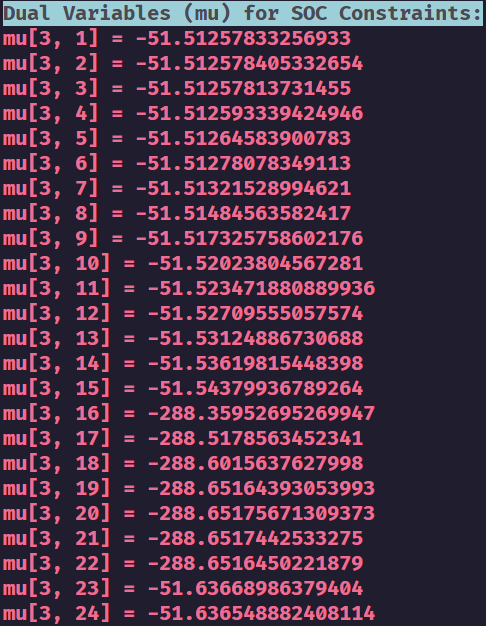 Dual Variables (mu) for SOC Constraints:
mu[3, 1] = -51.51257833256933
mu[3, 2] = -51.512578405332654
mu[3, 3] = -51.51257813731455
mu[3, 4] = -51.512593339424946
mu[3, 5] = -51.51264583900783
mu[3, 6] = -51.51278078349113
mu[3, 7] = -51.51321528994621
mu[3, 8] = -51.51484563582417
mu[3, 9] = -51.517325758602176
mu[3, 10] = -51.52023804567281
mu[3, 11] = -51.523471880889936
mu[3, 12] = -51.52709555057574
mu[3, 13] = -51.53124886730688
mu[3, 14] = -51.53619815448398
mu[3, 15] = -51.54379936789264
mu[3, 16] = -288.35952695269947
mu[3, 17] = -288.5178563452341
mu[3, 18] = -288.6015637627998
mu[3, 19] = -288.65164393053993
mu[3, 20] = -288.65175671309373
mu[3, 21] = -288.6517442533275
mu[3, 22] = -288.6516450221879
mu[3, 23] = -51.63668986379404
mu[3, 24] = -51.636548882408114